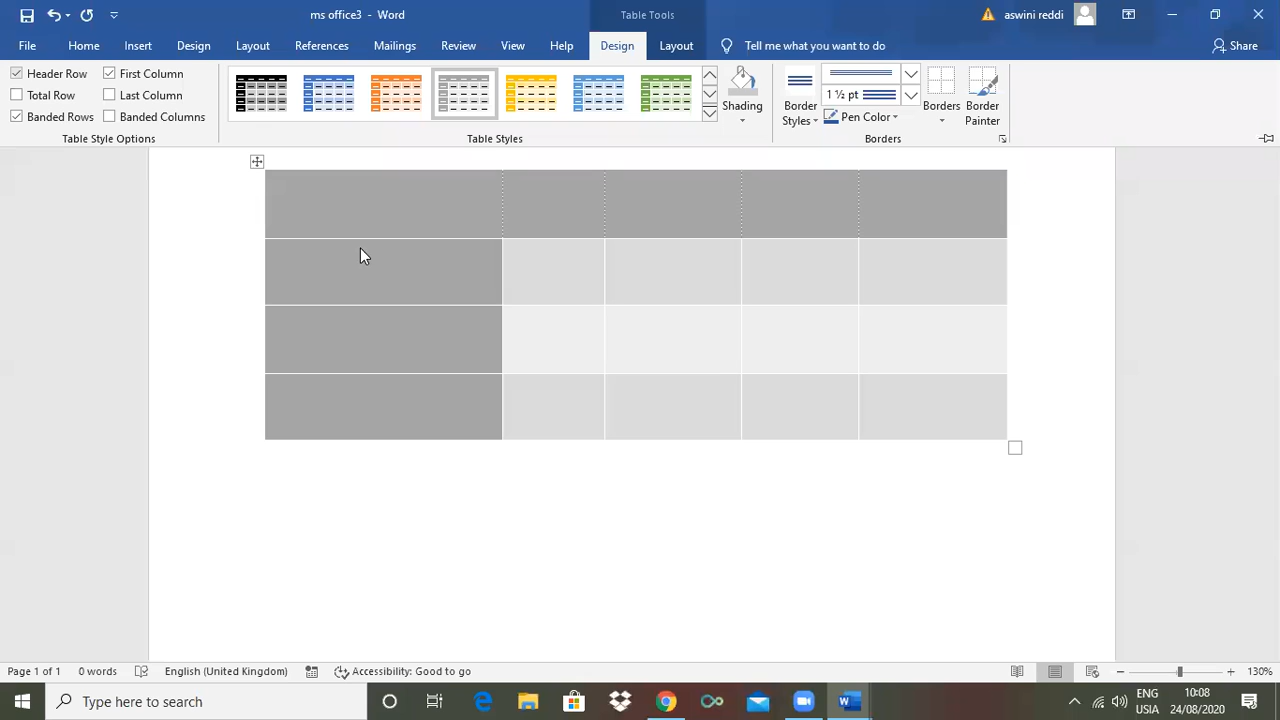 ms office3 - Word
Table Tools
aswini reddi
File Home Insert Design Layout References Mailings Review View Help Design Layout Tell me what you want to do Share
Header Row First Column
Total Row Last Column
Banded Rows Banded Columns
Table Style Options
Table Styles
Shading
Border Styles
1 ½ pt
Pen Color
Borders
Border Painter
Borders
Page 1 of 1 0 words English (United Kingdom) Accessibility: Good to go 130%
Type here to search
ENG
USIA
10:08
24/08/2020